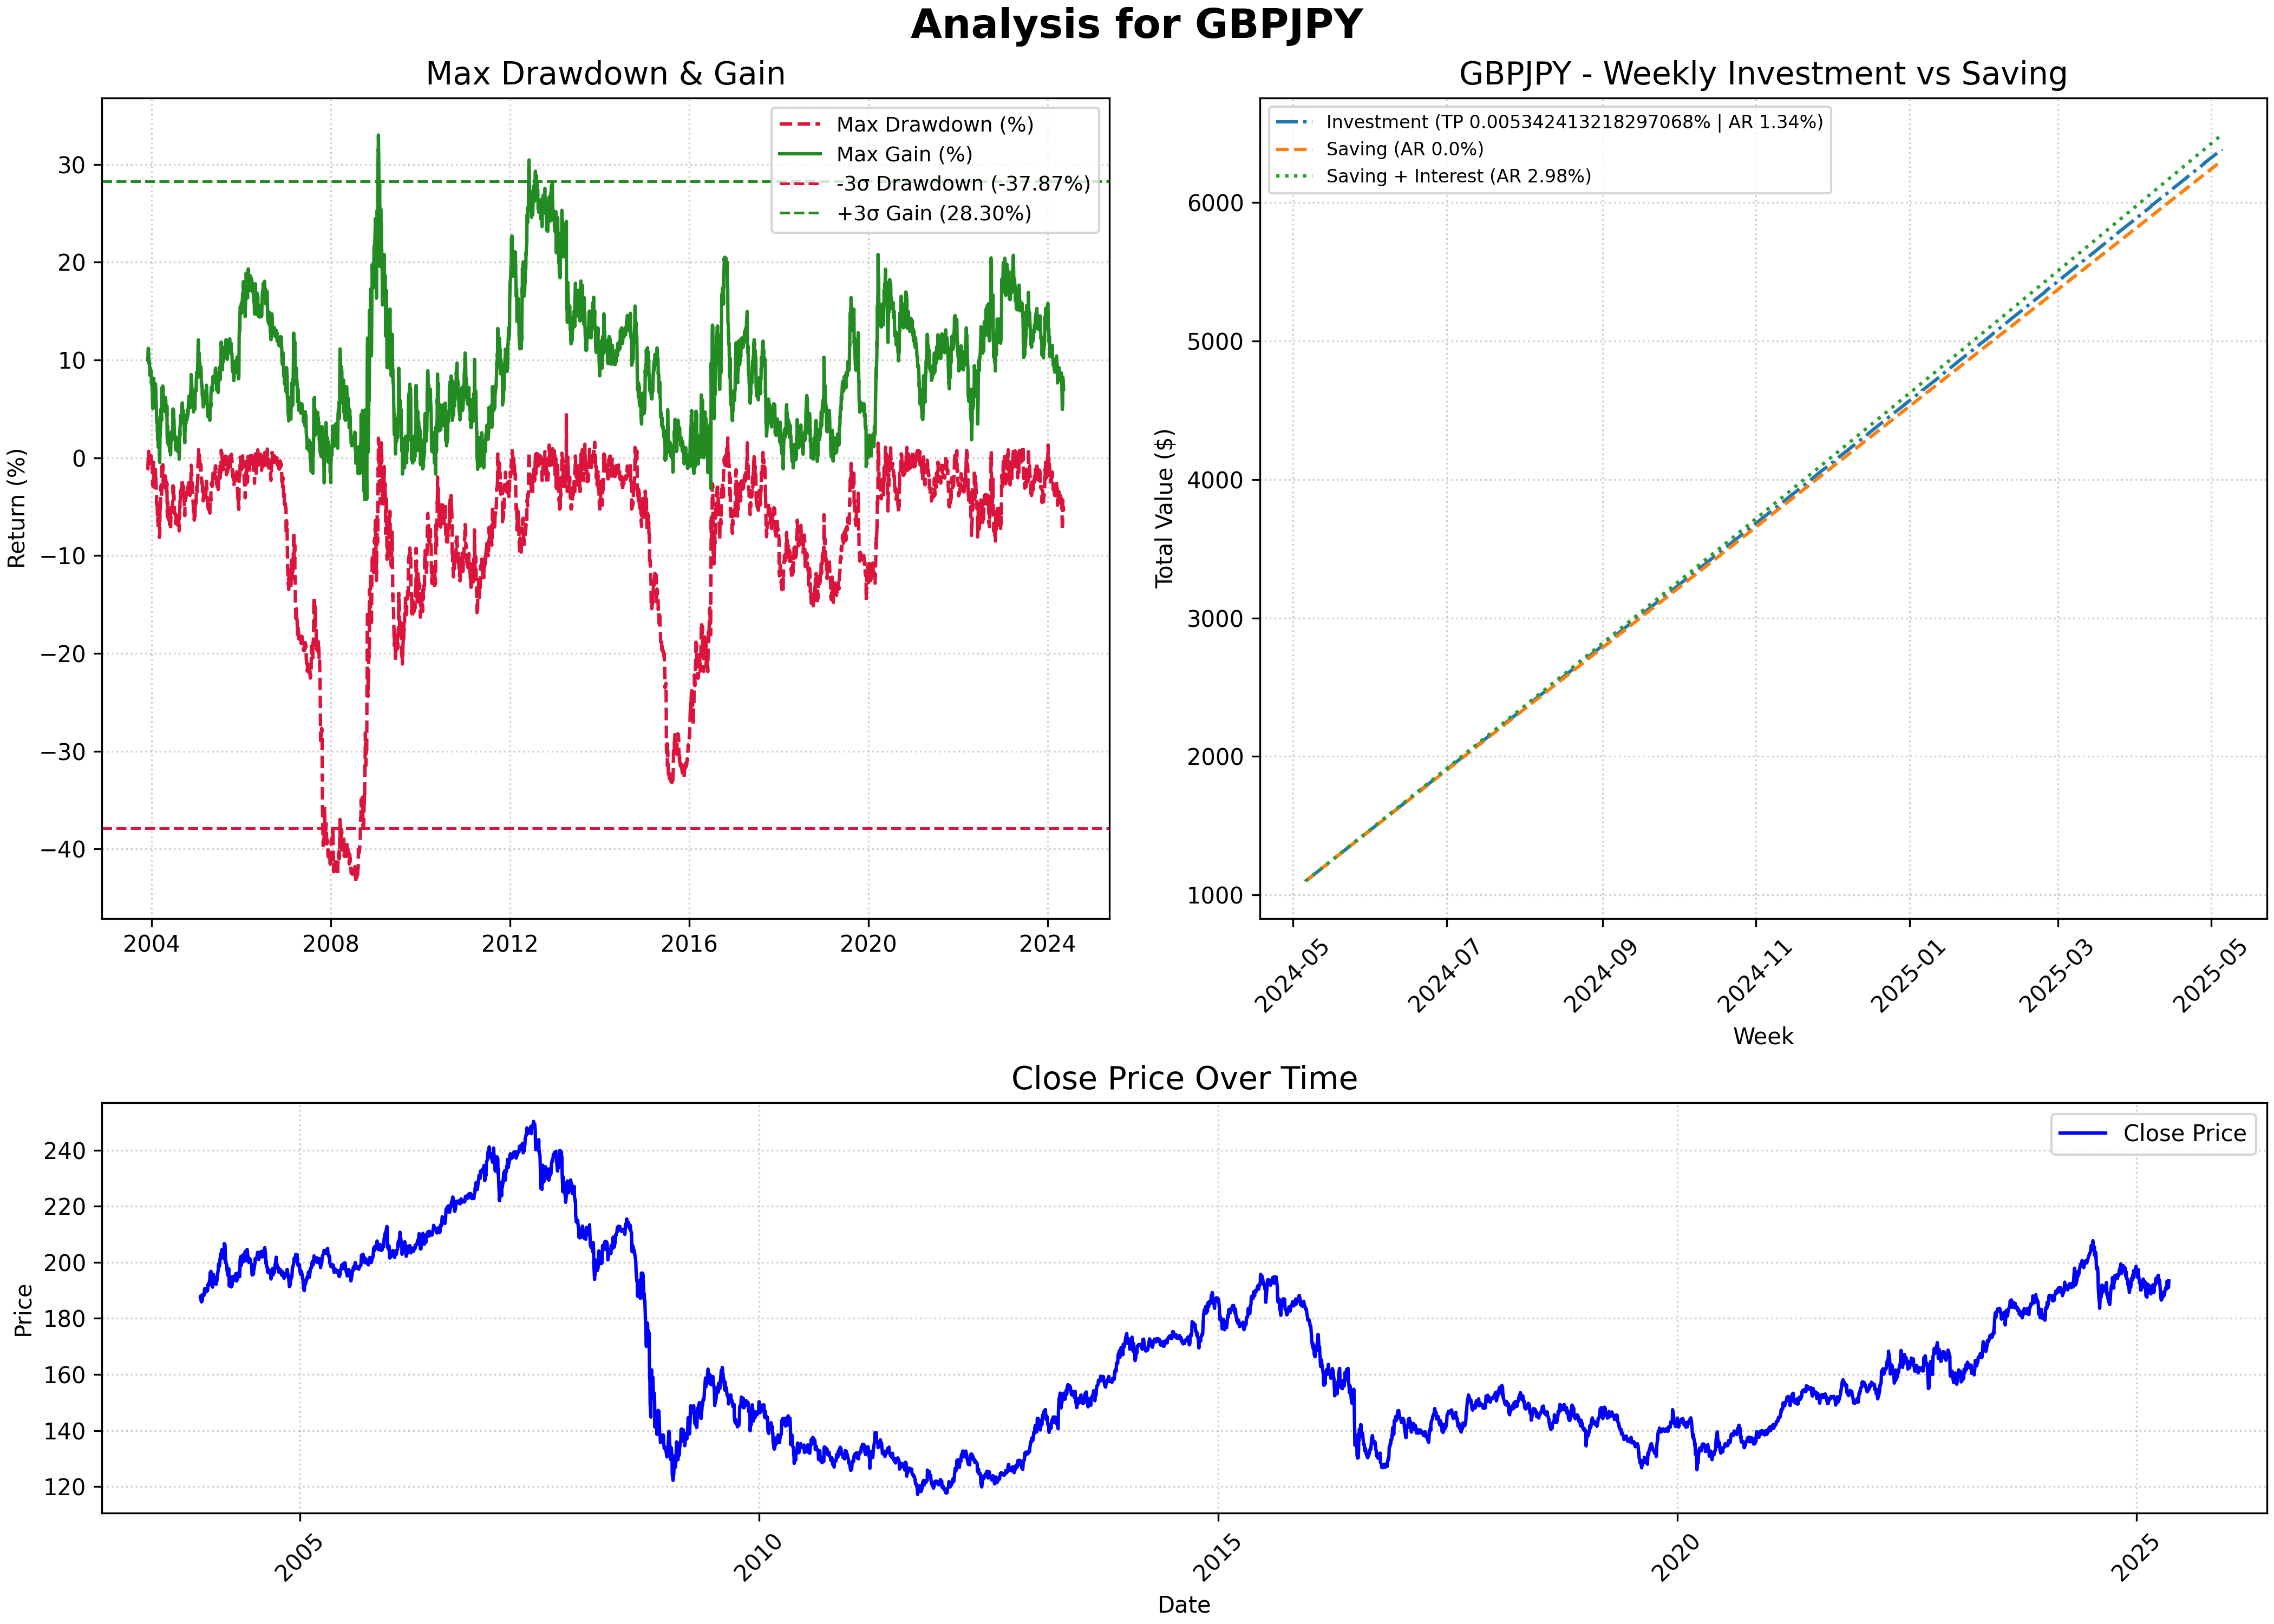 Analysis for GBPJPY
Max Drawdown & Gain
Return (%)
30
20
10
0
−10
−20
−30
−40
2004 2008 2012 2016 2020 2024
Max Drawdown (%)
Max Gain (%)
-3σ Drawdown (-37.87%)
+3σ Gain (28.30%)
GBPJPY - Weekly Investment vs Saving
Total Value ($)
6000
5000
4000
3000
2000
1000
2024-05 2024-07 2024-09 2024-11 2025-01 2025-03 2025-05
Week
Investment (TP 0.005342413218297068% | AR 1.34%)
Saving (AR 0.0%)
Saving + Interest (AR 2.98%)
Close Price Over Time
Price
240
220
200
180
160
140
120
2005 2010 2015 2020 2025
Date
Close Price